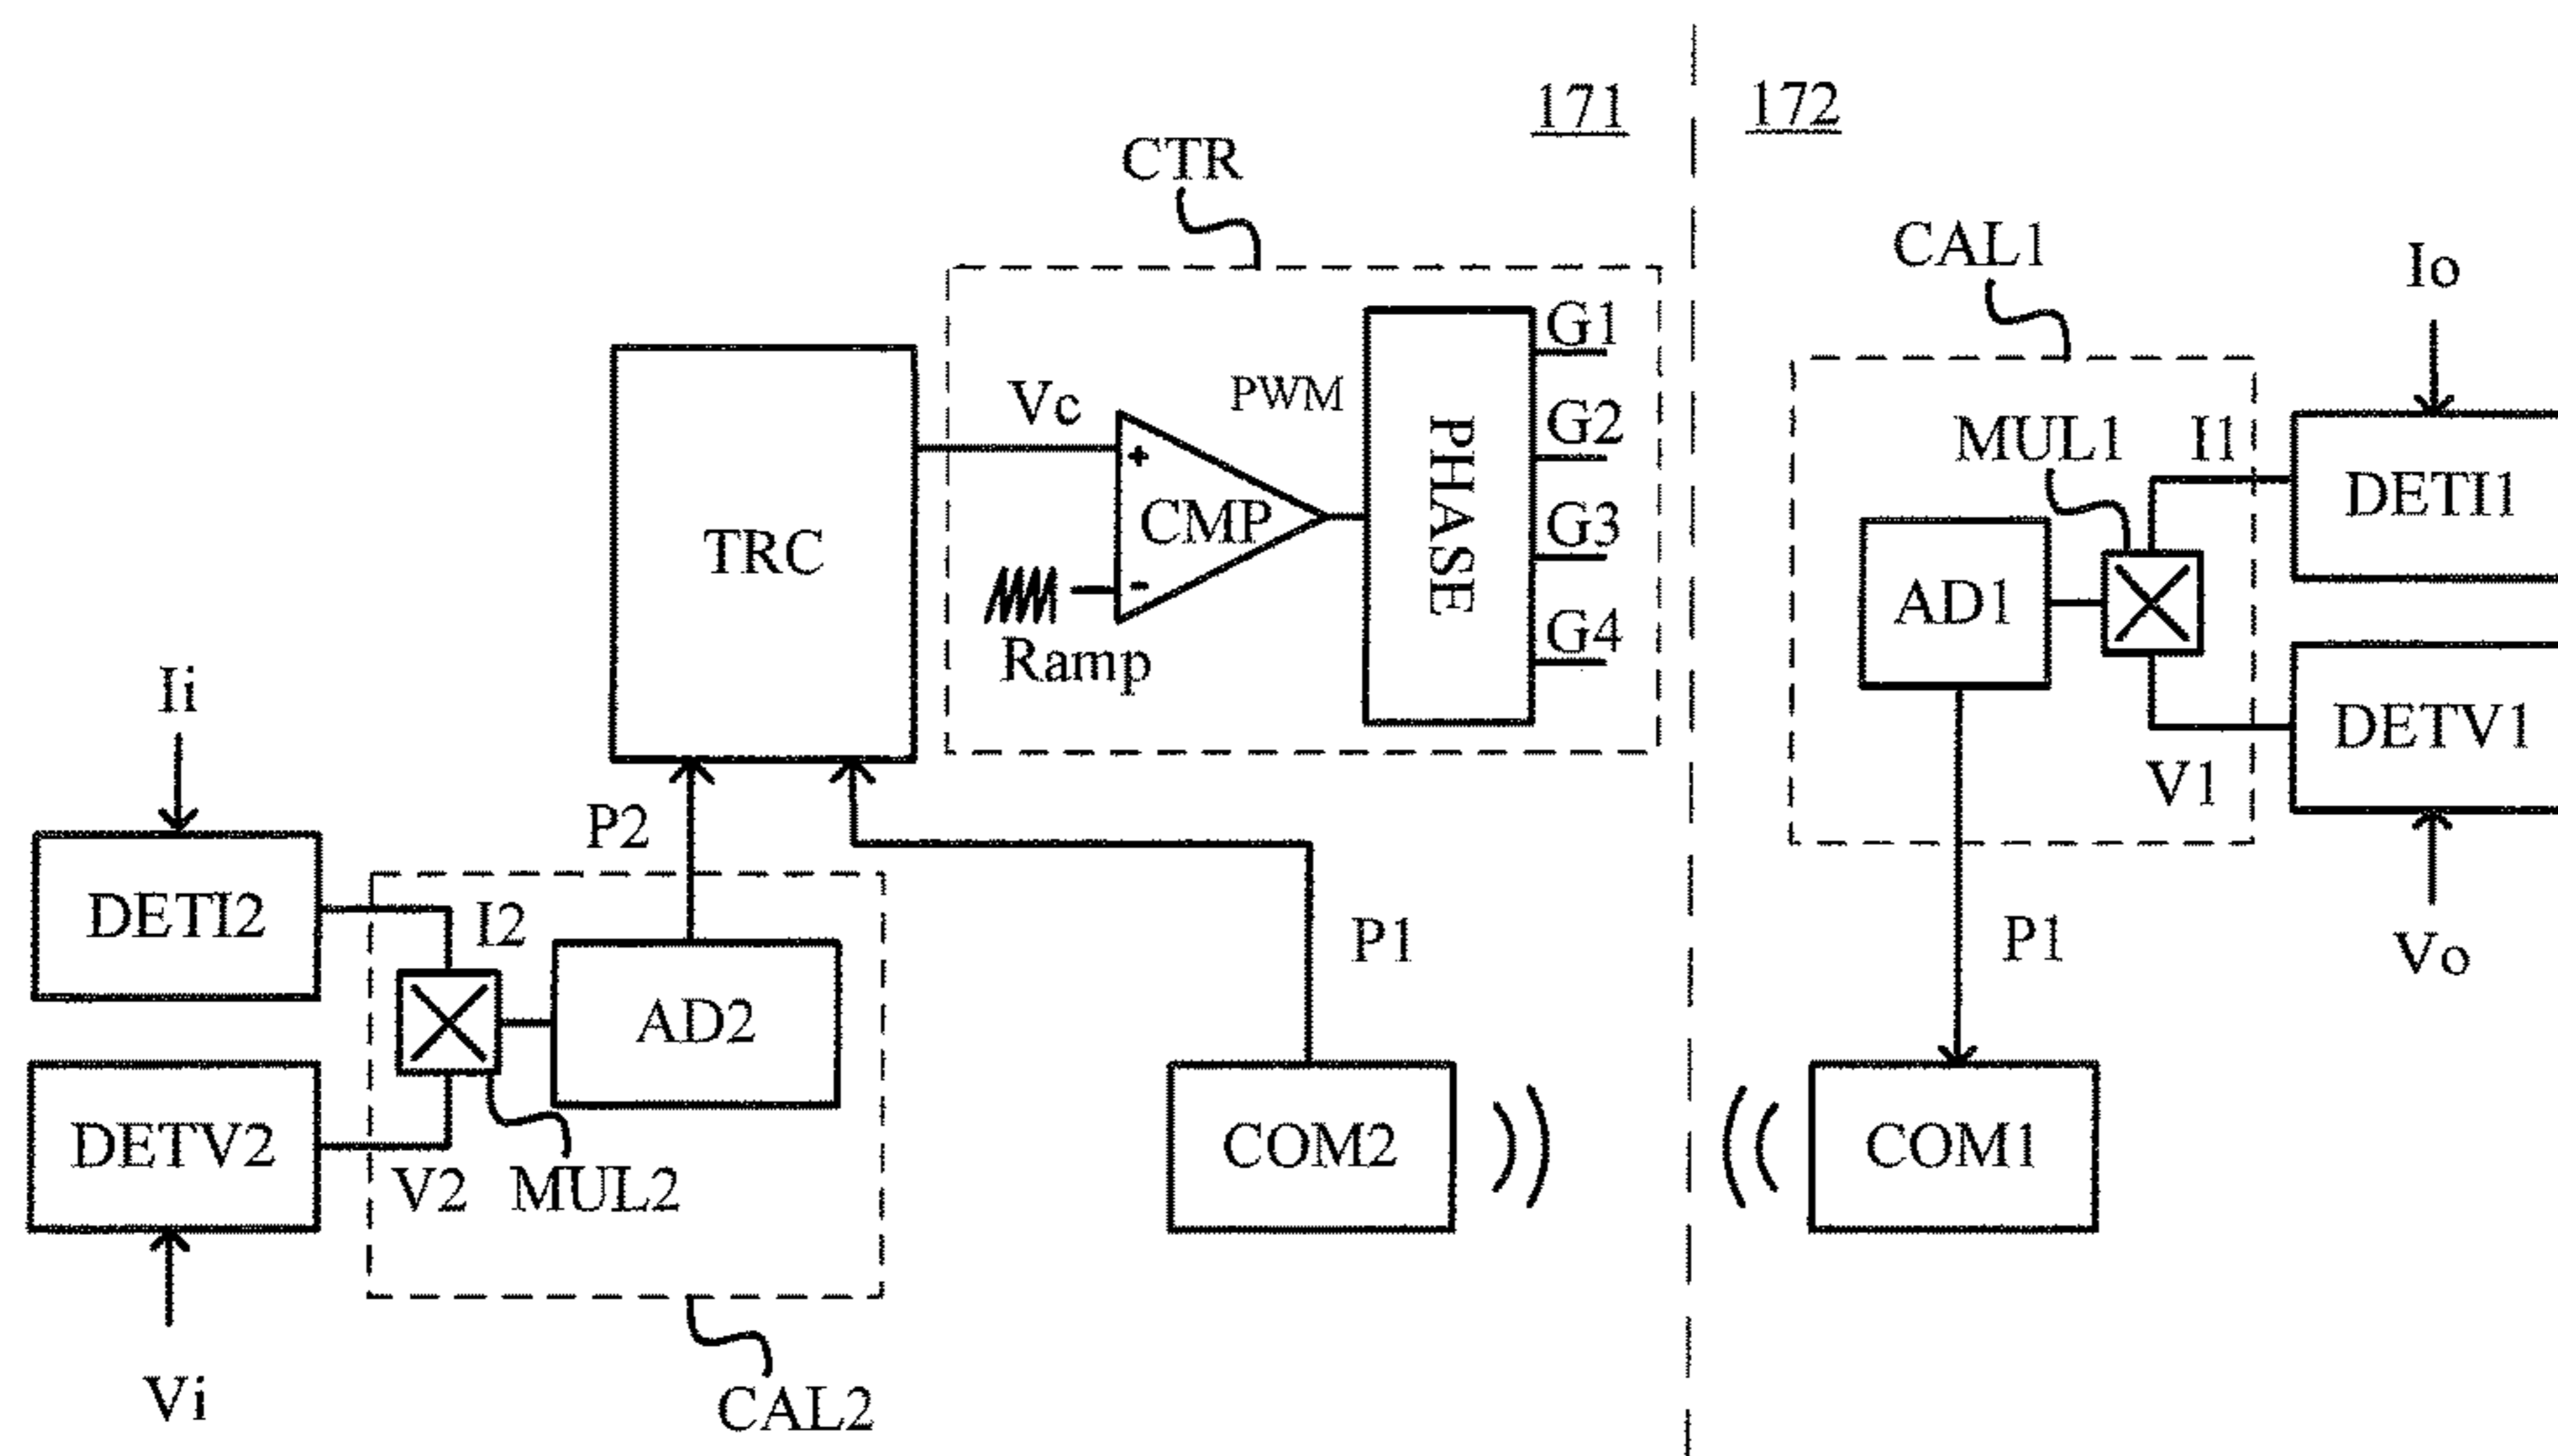 171
172
CTR
CAL1
Io
G1
PWM
Vc
G2
MUL1
I1
DETI1
TRC
CMP
PHASE
G3
AD1
Ramp
G4
Ii
DETV1
V1
P2
DETI2
I2
P1
P1
Vo
AD2
DETV2
COM2
COM1
V2
MUL2
Vi
CAL2